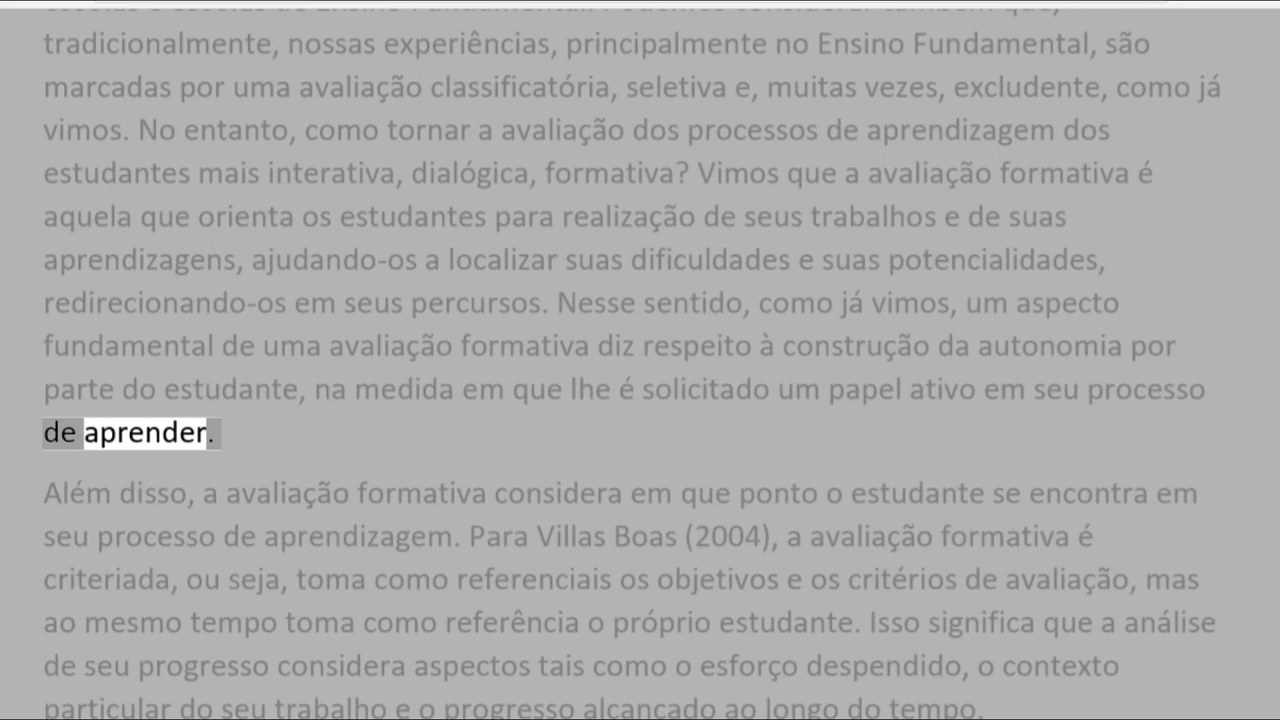 tradicionalmente, nossas experiências, principalmente no Ensino Fundamental, são
marcadas por uma avaliação classificatória, seletiva e, muitas vezes, excludente, como já
vimos. No entanto, como tornar a avaliação dos processos de aprendizagem dos
estudantes mais interativa, dialógica, formativa? Vimos que a avaliação formativa é
aquela que orienta os estudantes para realização de seus trabalhos e de suas
aprendizagens, ajudando-os a localizar suas dificuldades e suas potencialidades,
redirecionando-os em seus percursos. Nesse sentido, como já vimos, um aspecto
fundamental de uma avaliação formativa diz respeito à construção da autonomia por
parte do estudante, na medida em que lhe é solicitado um papel ativo em seu processo
de aprender.
Além disso, a avaliação formativa considera em que ponto o estudante se encontra em
seu processo de aprendizagem. Para Villas Boas (2004), a avaliação formativa é
criteriada, ou seja, toma como referenciais os objetivos e os critérios de avaliação, mas
ao mesmo tempo toma como referência o próprio estudante. Isso significa que a análise
de seu progresso considera aspectos tais como o esforço despendido, o contexto
particular do seu trabalho e o progresso alcançado ao longo do tempo.